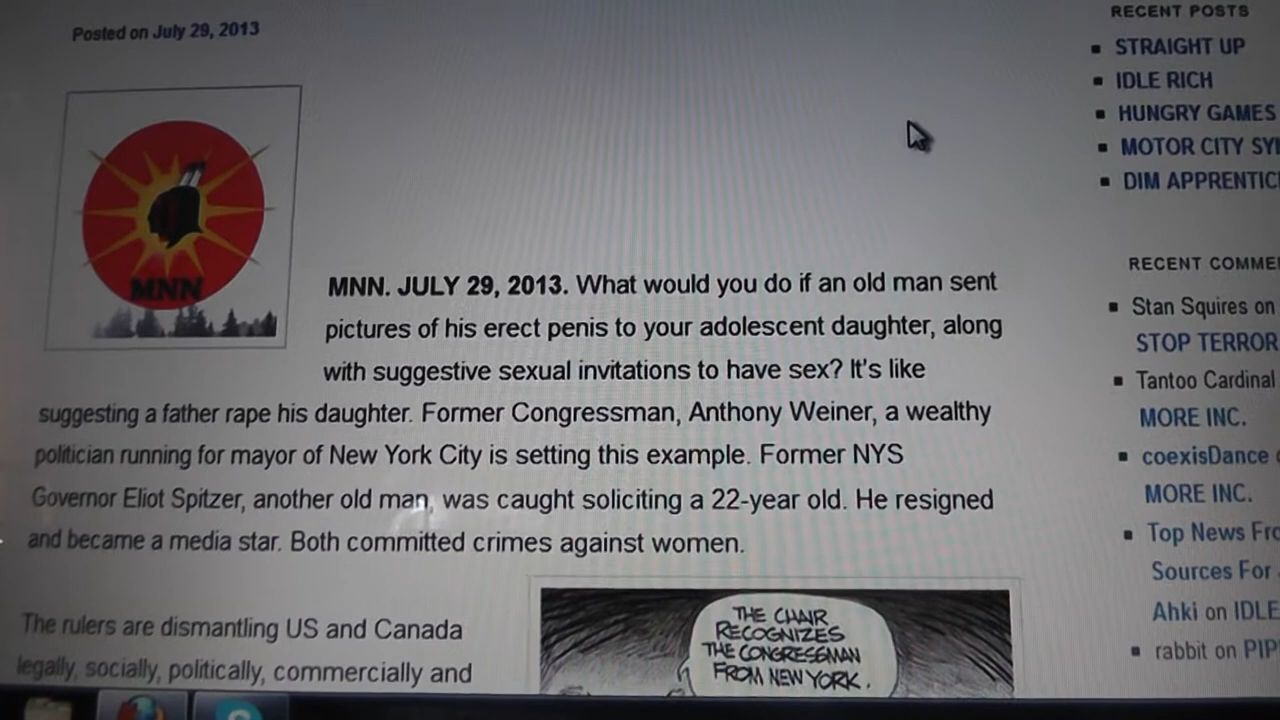 Posted on July 29, 2013
MNN
MNN. JULY 29, 2013. What would you do if an old man sent
pictures of his erect penis to your adolescent daughter, along
with suggestive sexual invitations to have sex? It's like
suggesting a father rape his daughter. Former Congressman, Anthony Weiner, a wealthy
politician running for mayor of New York City is setting this example. Former NYS
Governor Eliot Spitzer, another old man, was caught soliciting a 22-year old. He resigned
and became a media star. Both committed crimes against women.
The rulers are dismantling US and Canada
legally, socially, politically, commercially and
THE CHAIR
RECOGNIZES
THE CONGRESSMAN
FROM NEW YORK.
RECENT POSTS
STRAIGHT UP
IDLE RICH
HUNGRY GAMES
MOTOR CITY
DIM
RECENT
Stan Squires on
STOP TERROR
Tantoo Cardinal
MORE INC.
coexisDance
MORE INC.
Top News
Sources For
Ahki on IDLE
rabbit on PIP